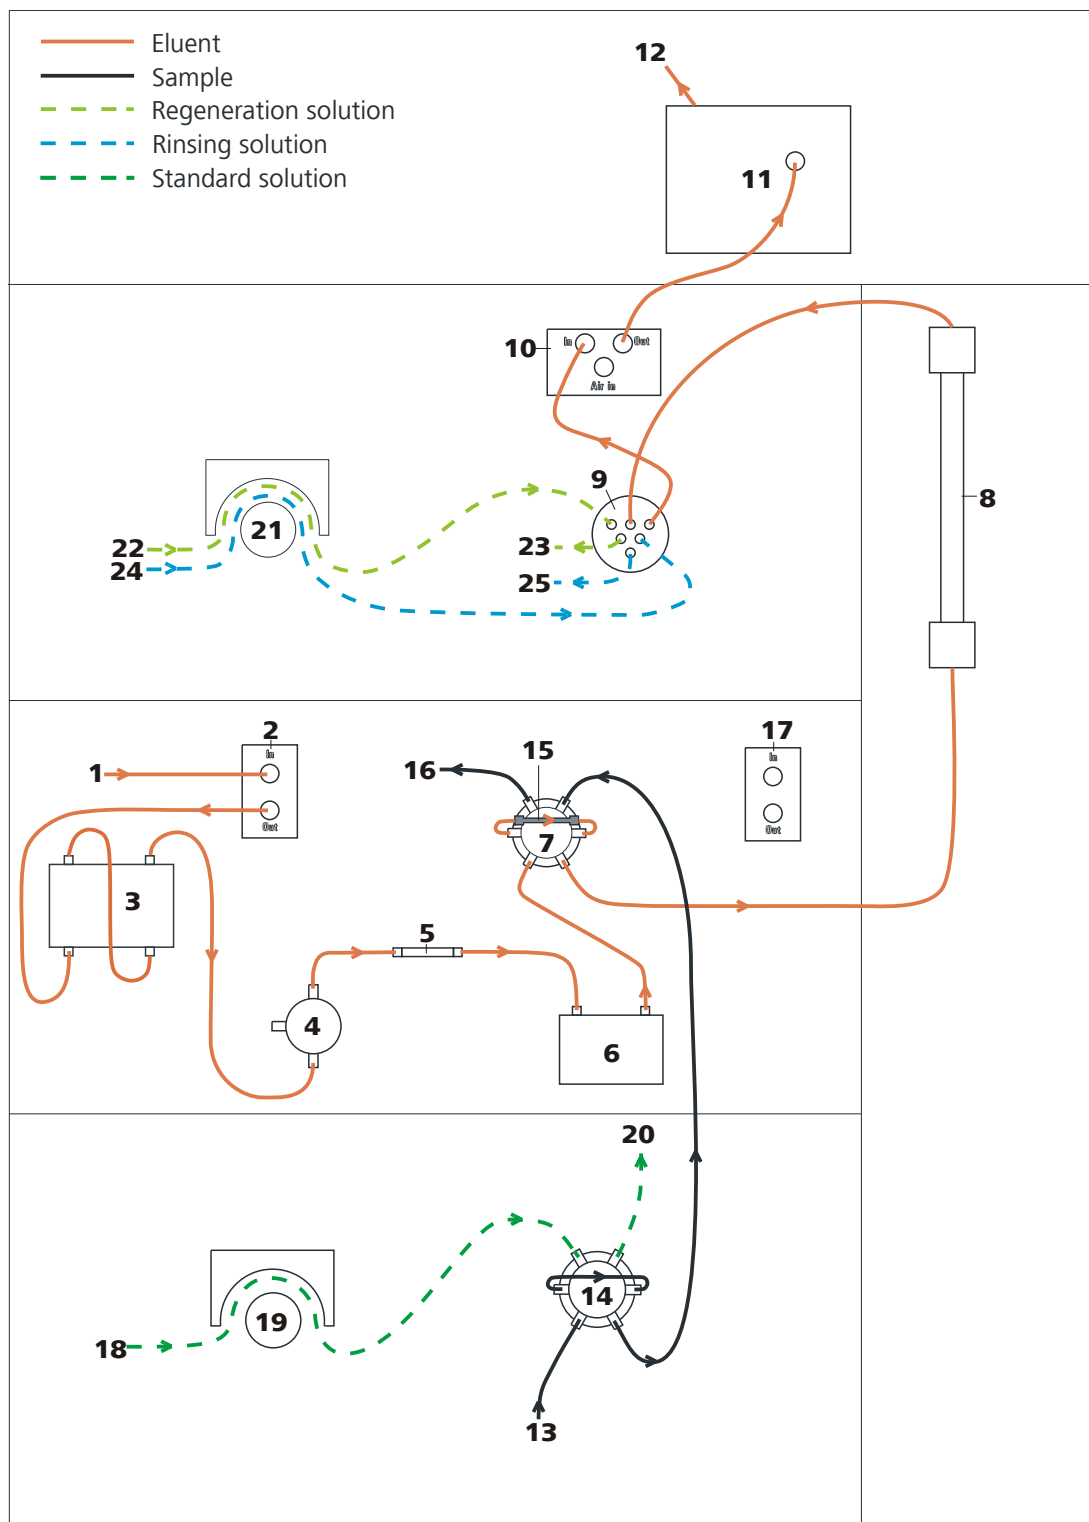 Eluent
Sample
Regeneration solution
Rinsing solution
Standard solution
12
11
10
In
Out
Air in
9
8
21
22
24
23
25
2
In
Out
1
15
16
7
17
In
Out
3
5
4
6
20
14
19
18
13